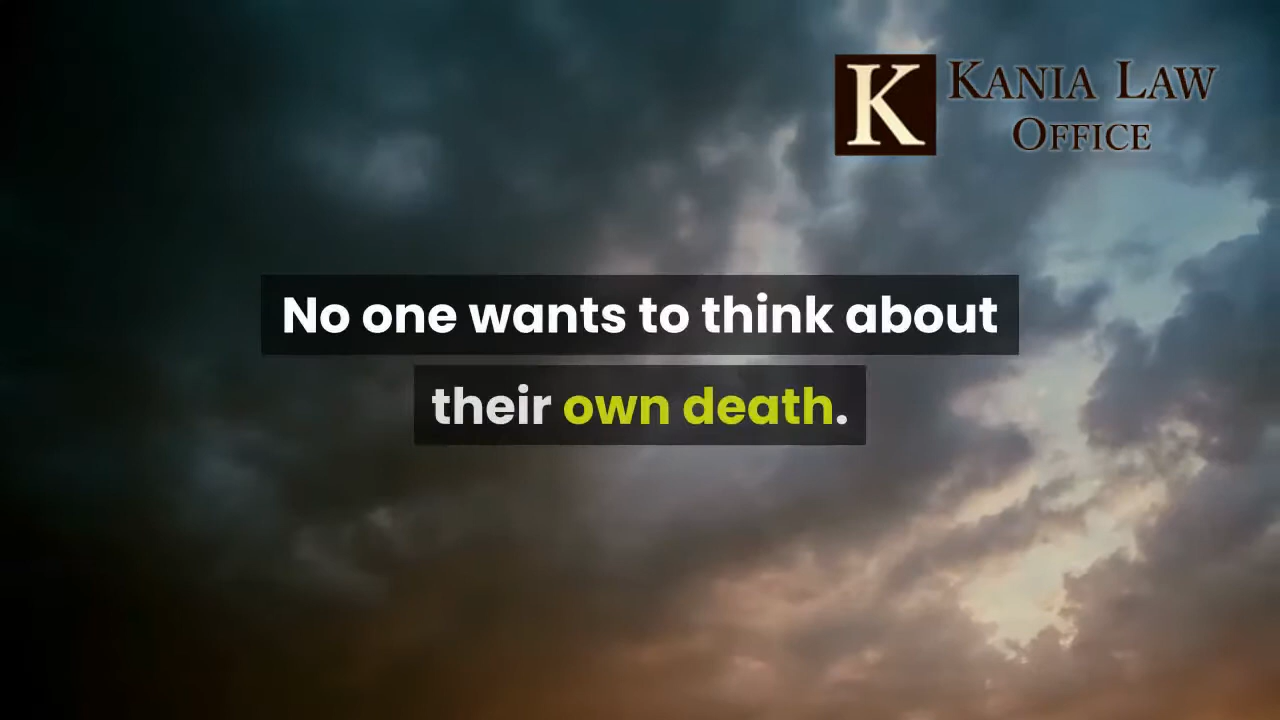 K
KANIA LAW
OFFICE
No one wants to think about
their own death.